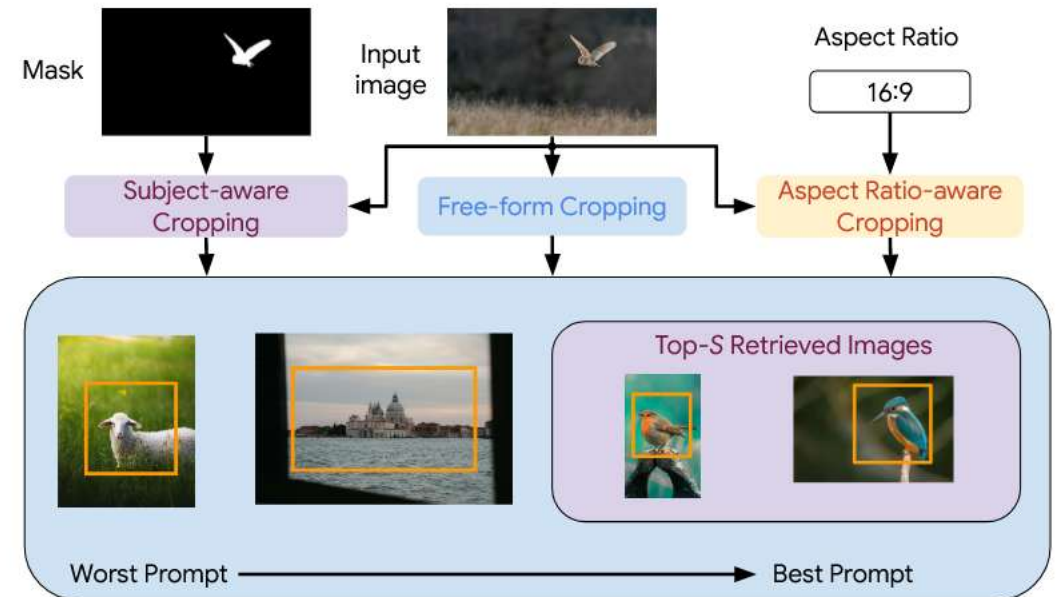 Mask
Input
image
Aspect Ratio
16:9
Subject-aware
Cropping
Free-form Cropping
Aspect Ratio-aware
Cropping
Top-S Retrieved Images
Worst Prompt
Best Prompt